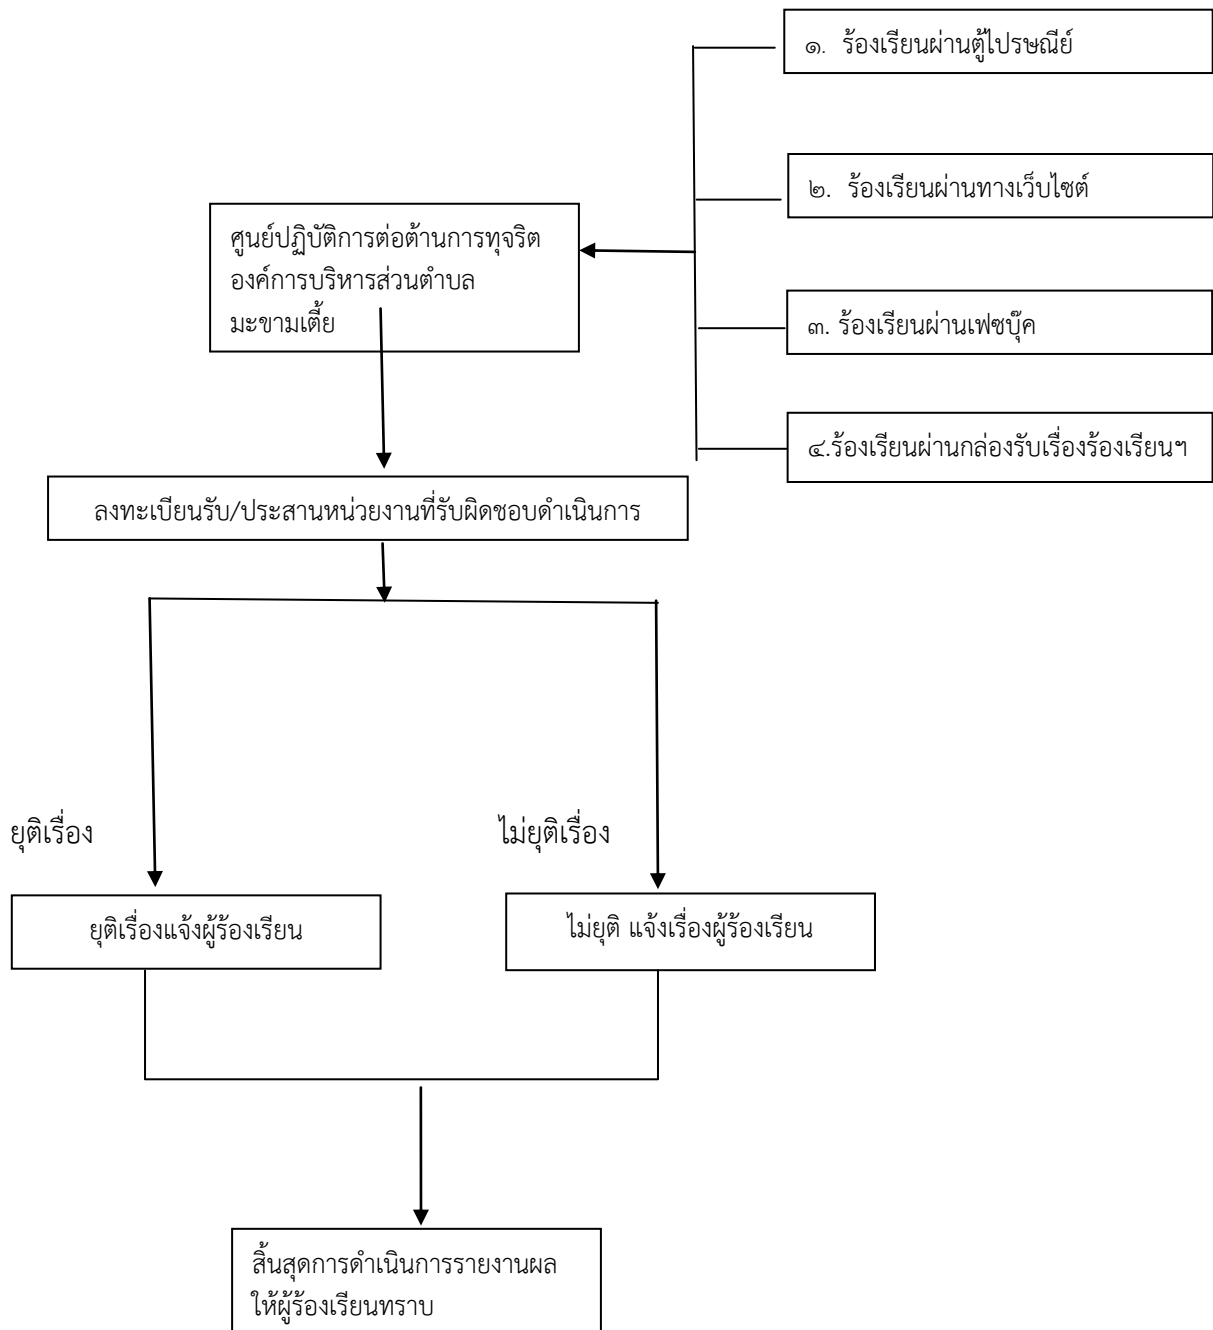 ๑. ร้องเรียนผ่านตู้ไปรษณีย์
๒. ร้องเรียนผ่านทางเว็บไซต์
ศูนย์ปฏิบัติการต่อต้านการทุจริต
องค์การบริหารส่วนตำบล
มะขามเตี้ย
๓. ร้องเรียนผ่านเฟซบุ๊ค
๔.ร้องเรียนผ่านกล่องรับเรื่องร้องเรียนฯ
ลงทะเบียนรับ/ประสานหน่วยงานที่รับผิดชอบดำเนินการ
ยุติเรื่อง
ไม่ยุติเรื่อง
ยุติเรื่องแจ้งผู้ร้องเรียน
ไม่ยุติ แจ้งเรื่องผู้ร้องเรียน
สิ้นสุดการดำเนินการรายงานผล
ให้ผู้ร้องเรียนทราบ